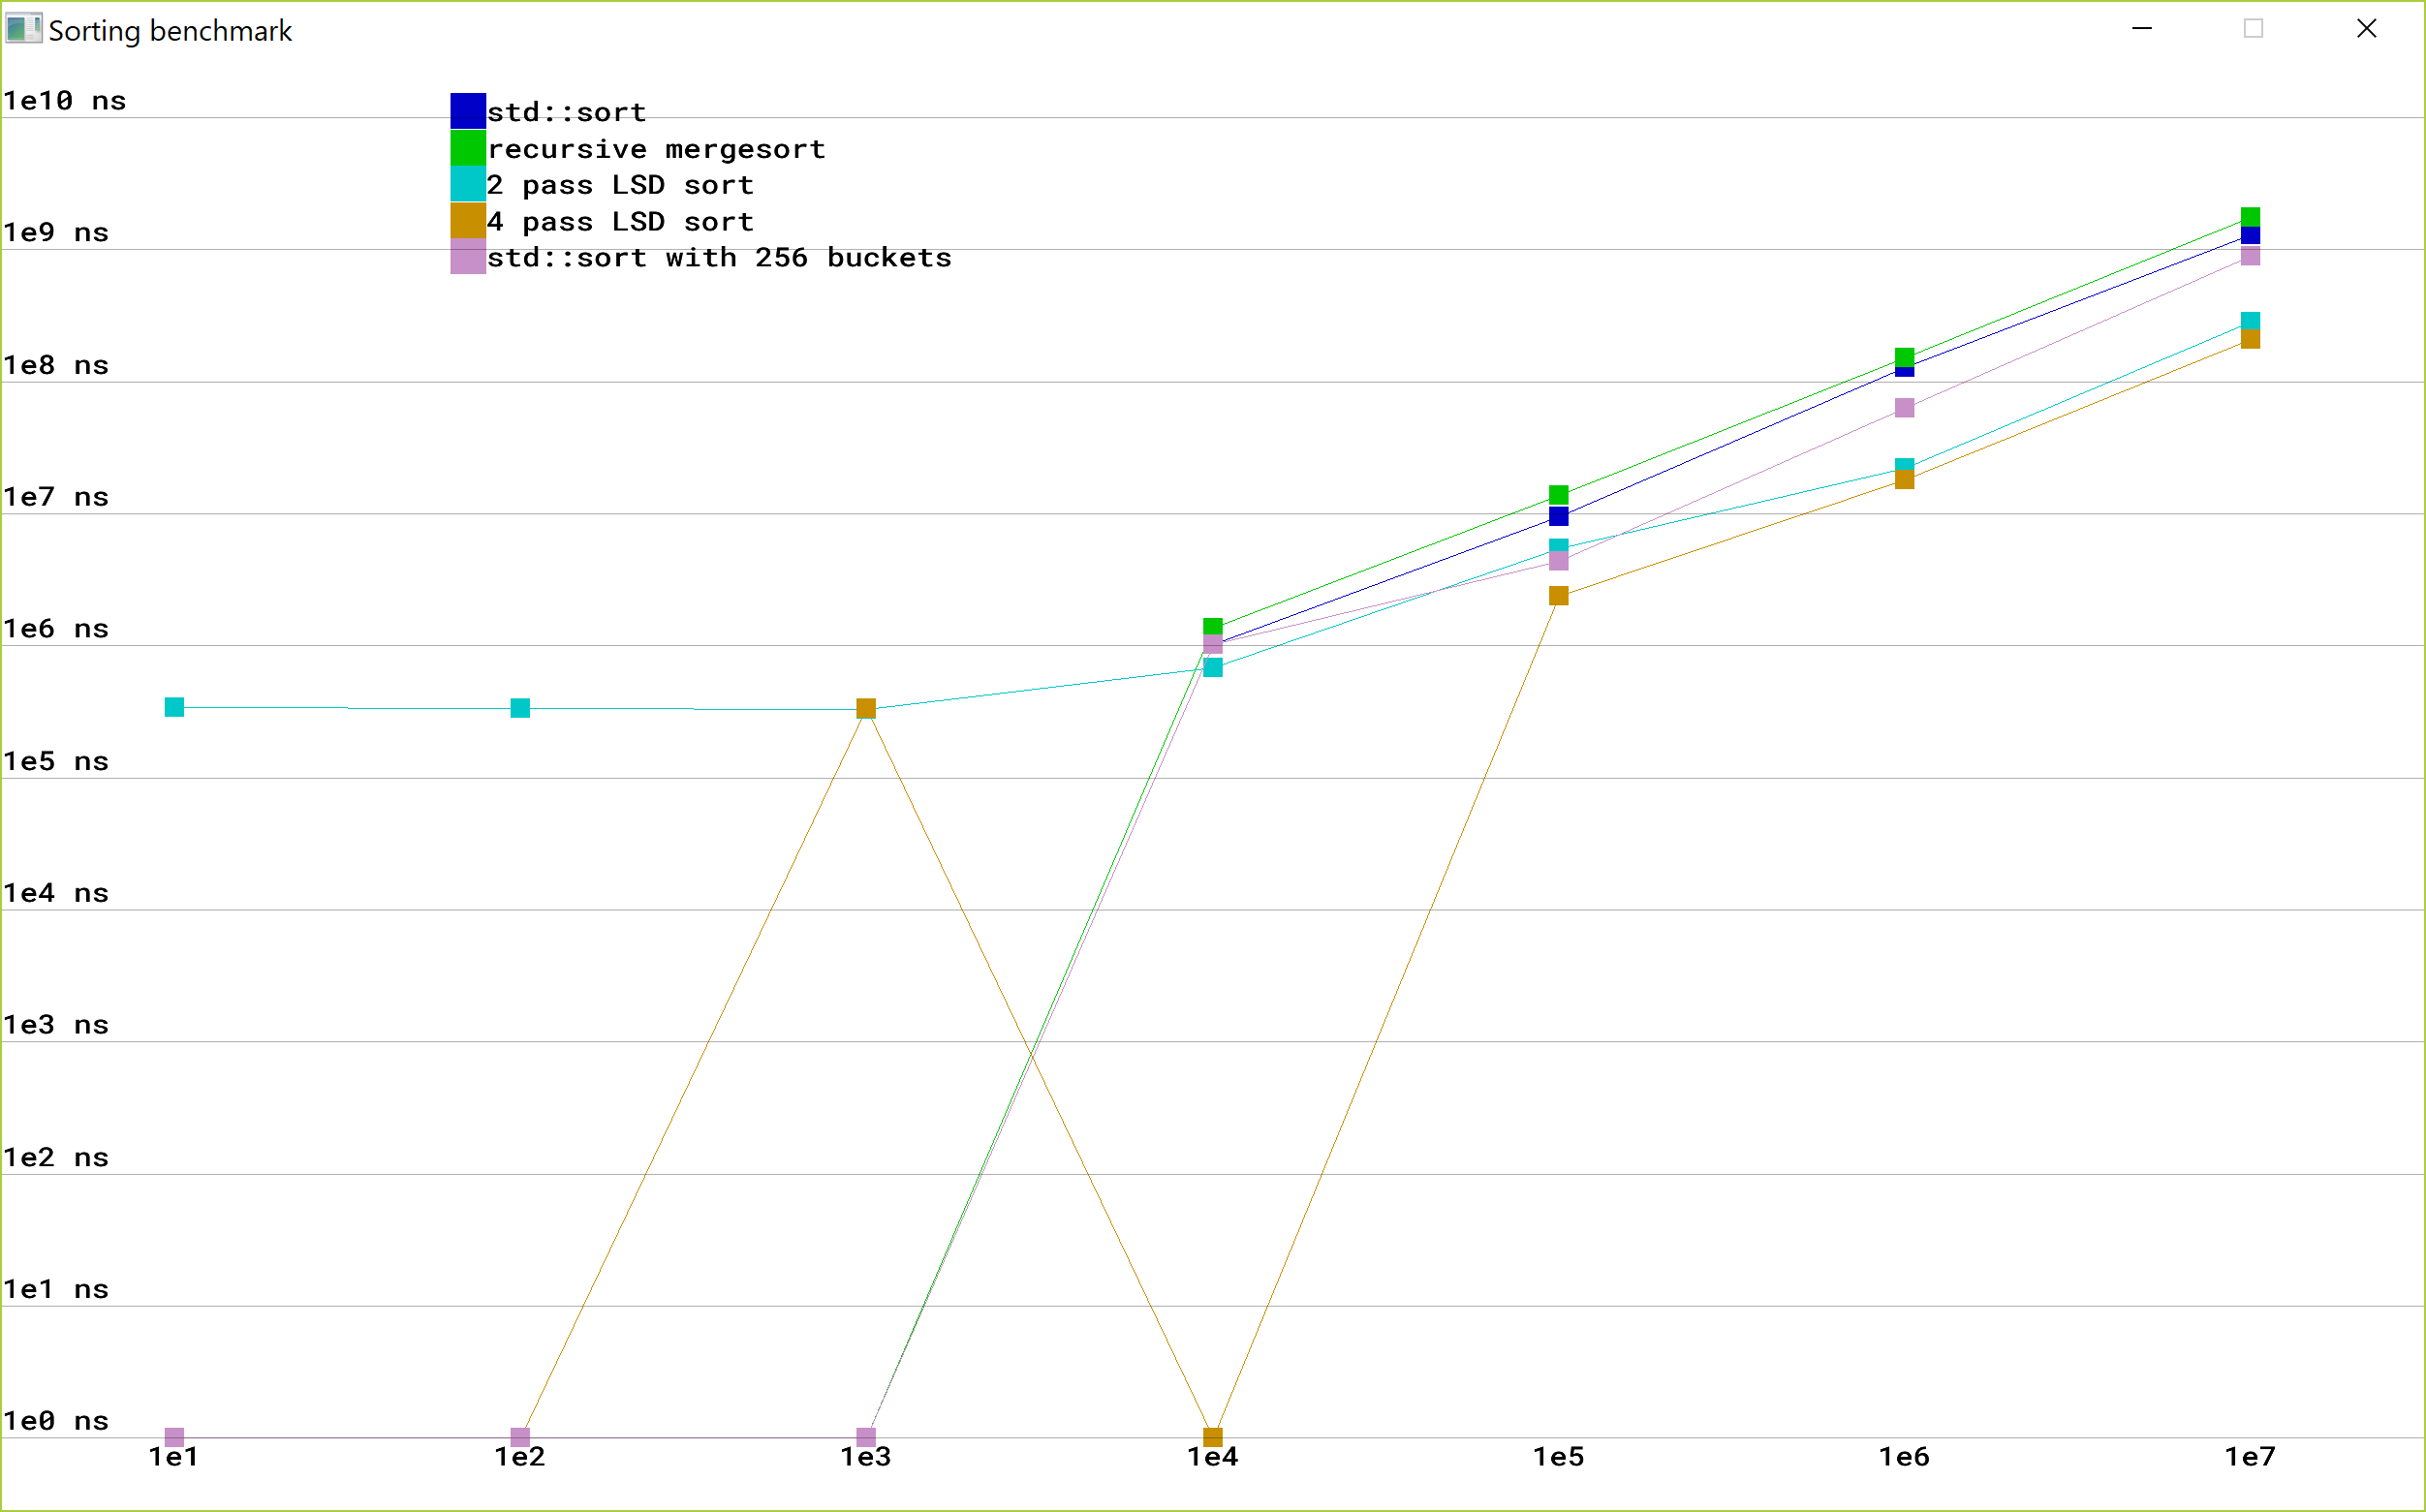 Sorting benchmark
1e10 ns
std::sort
recursive mergesort
2 pass LSD sort
4 pass LSD sort
std::sort with 256 buckets
1e9 ns
1e8 ns
1e7 ns
1e6 ns
1e5 ns
1e4 ns
1e3 ns
1e2 ns
1e1 ns
1e0 ns
1e1 1e2 1e3 1e4 1e5 1e6 1e7